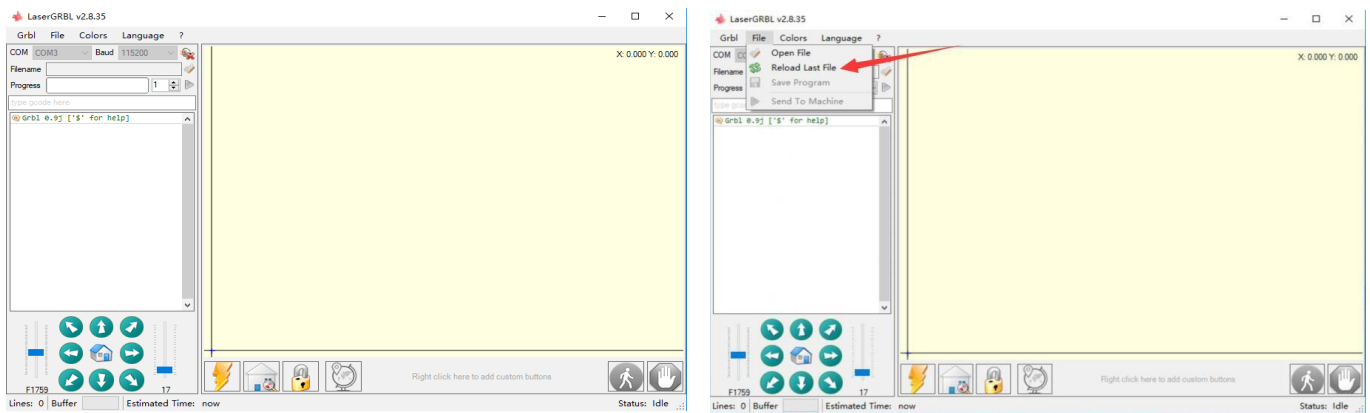 LaserGRBL v2.8.35
Grbl File Colors Language ?
COM COM3 Baud 115200
X: 0.000 Y: 0.000
Filename
Progress 1
type gcode here
Grbl 0.9j ['$' for help]
F1759 17
Right click here to add custom buttons
Lines: 0 Buffer Estimated Time: now Status: Idle
LaserGRBL v2.8.35
Grbl File Colors Language ?
COM
Open File
X: 0.000 Y: 0.000
Filename
Reload Last File
Progress
Save Program
type gcode
Send To Machine
Grbl 0.9j ['$' for help]
F1759 17
Right click here to add custom buttons
Lines: 0 Buffer Estimated Time: now Status: Idle